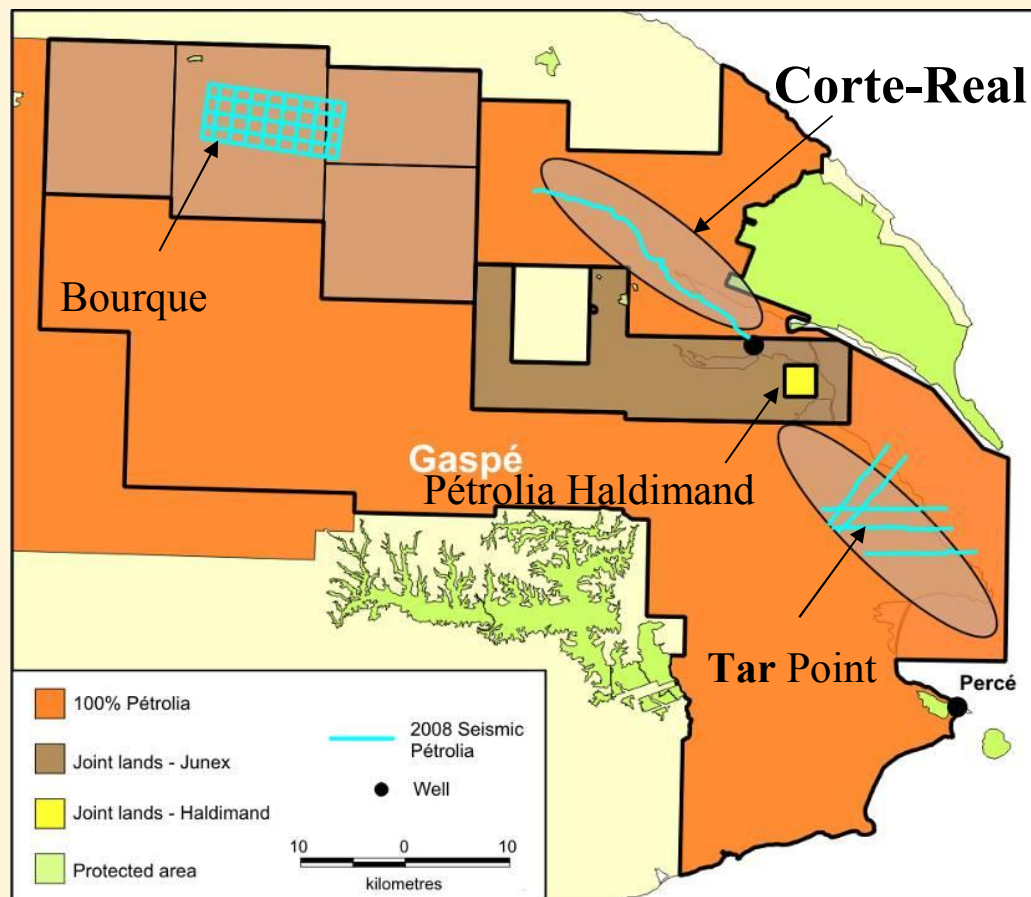 Corte-Real
Bourque
Gaspé
Pétrolia Haldimand
Tar Point
Percé
100% Pétrolia
Joint lands - Junex
Joint lands - Haldimand
Protected area
2008 Seismic
Pétrolia
Well
10 0 10
kilometres